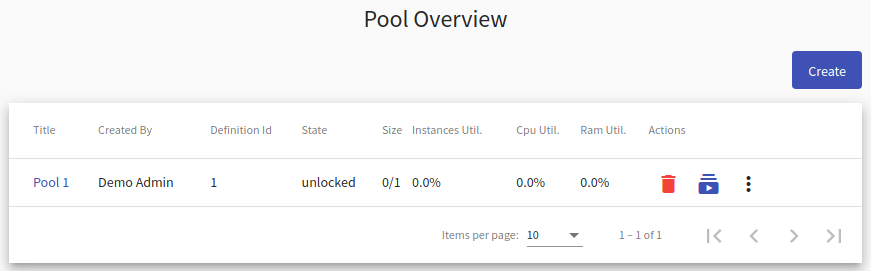 Pool Overview
Create
Title Created By Definition Id State Size Instances Util. Cpu Util. Ram Util. Actions
Pool 1 Demo Admin 1 unlocked 0/1 0.0% 0.0% 0.0%
Items per page: 10 1 – 1 of 1